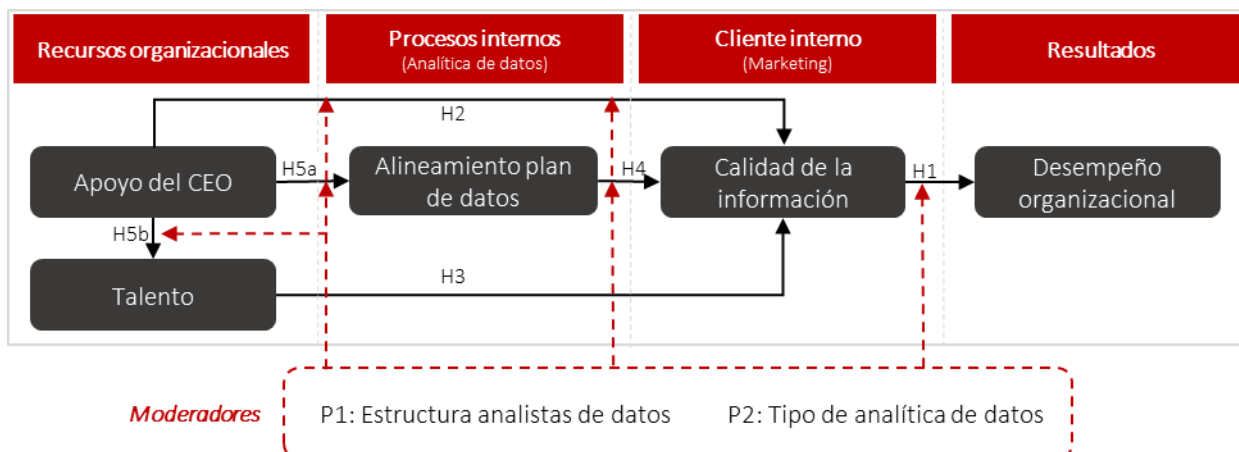 Recursos organizacionales
Procesos internos
(Analítica de datos)
Cliente interno
(Marketing)
Resultados
H2
Apoyo del CEO
H5a
Alineamiento plan
de datos
H4
Calidad de la
información
H1
Desempeño
organizacional
H5b
Talento
H3
Moderadores
P1: Estructura analistas de datos
P2: Tipo de analítica de datos